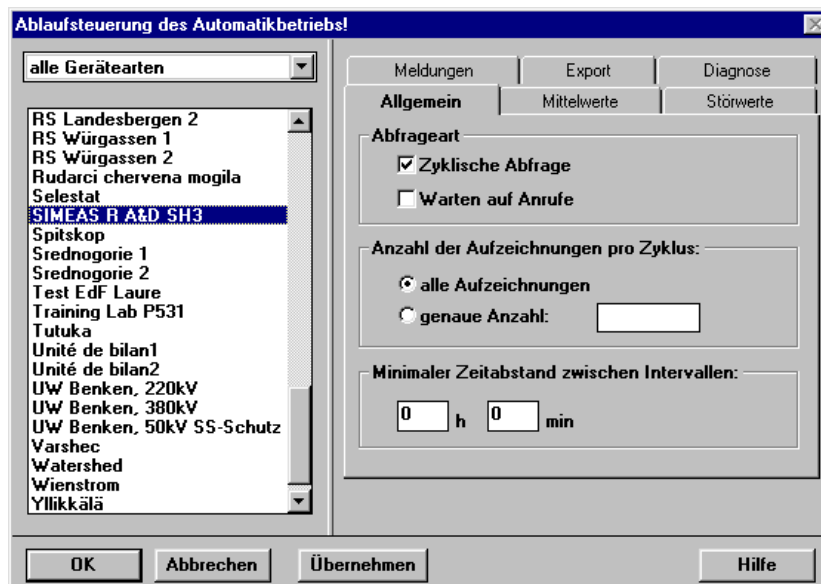 Ablaufsteuerung des Automatikbetriebs!
alle Gerätearten
RS Landesbergen 2
RS Würgassen 1
RS Würgassen 2
Rudarci chervena mogila
Selestat
SIMEAS R A&D SH3
Spitskop
Srednogorie 1
Srednogorie 2
Test EdF Laure
Training Lab P531
Tutuka
Unité de bilan1
Unité de bilan2
UW Benken, 220kV
UW Benken, 380kV
UW Benken, 50kV SS-Schutz
Varshec
Watershed
Wienstrom
Yllikkälä
Meldungen Export Diagnose
Allgemein Mittelwerte Störwerte
Abfrageart
Zyklische Abfrage
Warten auf Anrufe
Anzahl der Aufzeichnungen pro Zyklus:
alle Aufzeichnungen
genaue Anzahl:
Minimaler Zeitabstand zwischen Intervallen:
0 h 0 min
OK Abbrechen Übernehmen Hilfe